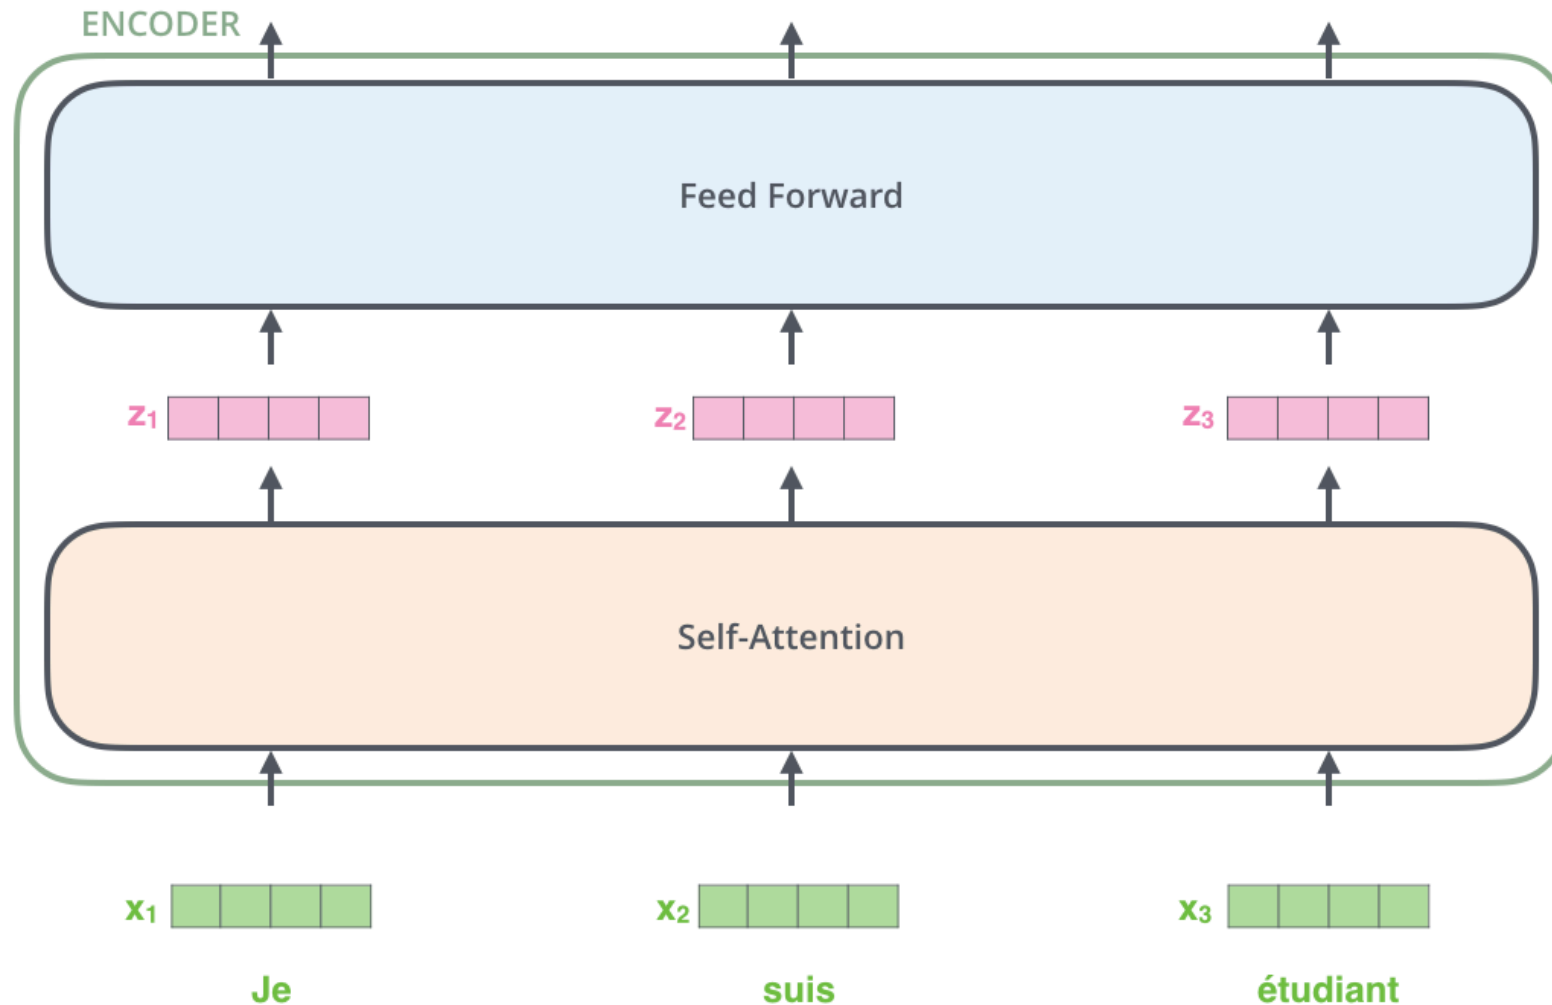 ENCODER
Feed Forward
z1 z2 z3
Self-Attention
x1 x2 x3
Je suis étudiant